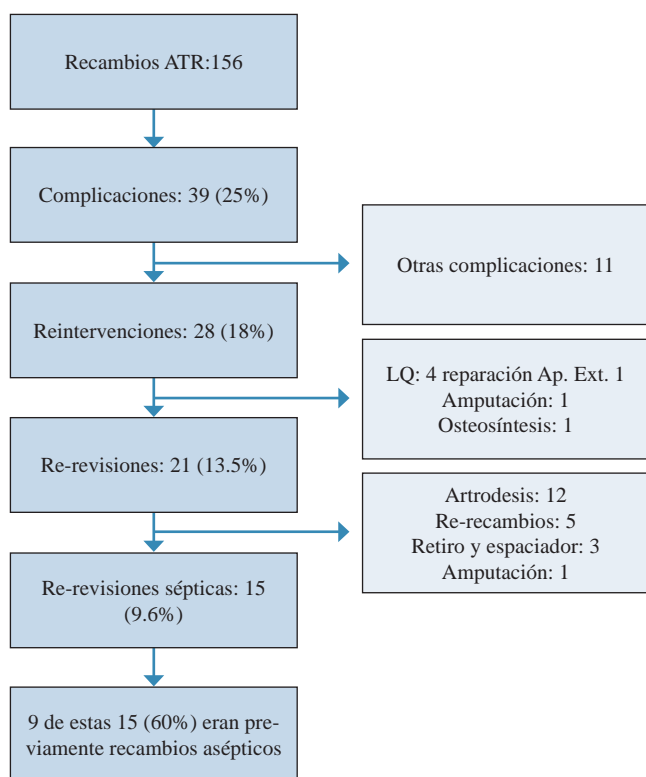 Recambios ATR:156
Complicaciones: 39 (25%)
Otras complicaciones: 11
Reintervenciones: 28 (18%)
LQ: 4 reparación Ap. Ext. 1
Amputación: 1
Osteosíntesis: 1
Re-revisiones: 21 (13.5%)
Artrodesis: 12
Re-recambios: 5
Retiro y espaciador: 3
Amputación: 1
Re-revisiones sépticas: 15
(9.6%)
9 de estas 15 (60%) eran pre-
viamente recambios asépticos